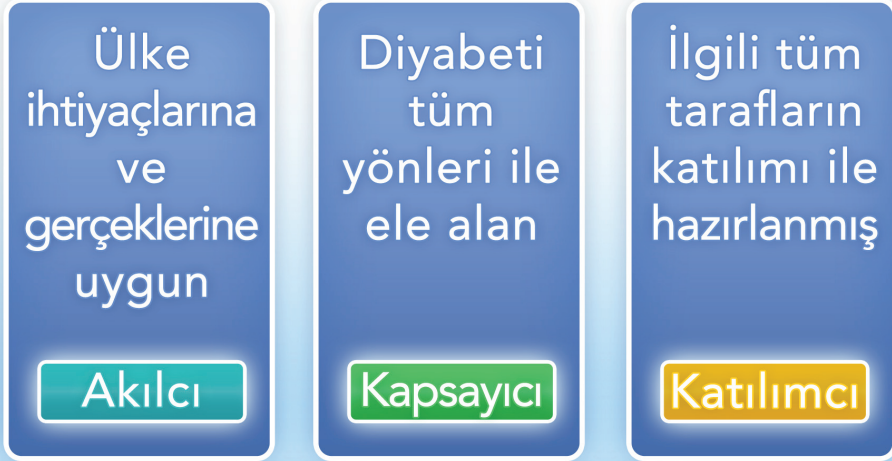 Ülke
ihtiyaçlarına
ve
gerçeklerine
uygun
Akılcı
Diyabeti
tüm
yönleri ile
ele alan
Kapsayıcı
İlgili tüm
tarafların
katılımı ile
hazırlanmış
Katılımcı